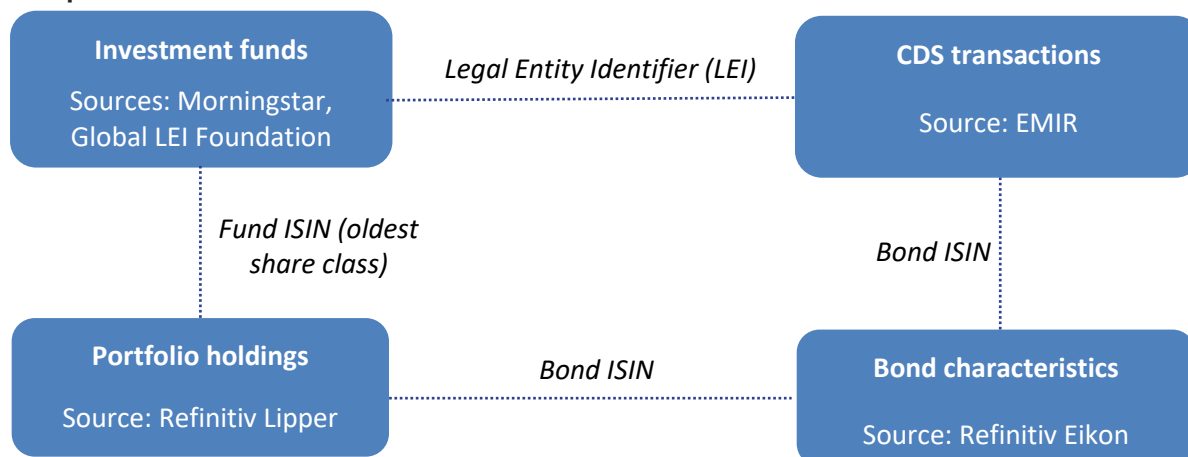 Investment funds
Sources: Morningstar,
Global LEI Foundation
Legal Entity Identifier (LEI)
CDS transactions
Source: EMIR
Fund ISIN (oldest
share class)
Bond ISIN
Portfolio holdings
Source: Refinitiv Lipper
Bond ISIN
Bond characteristics
Source: Refinitiv Eikon